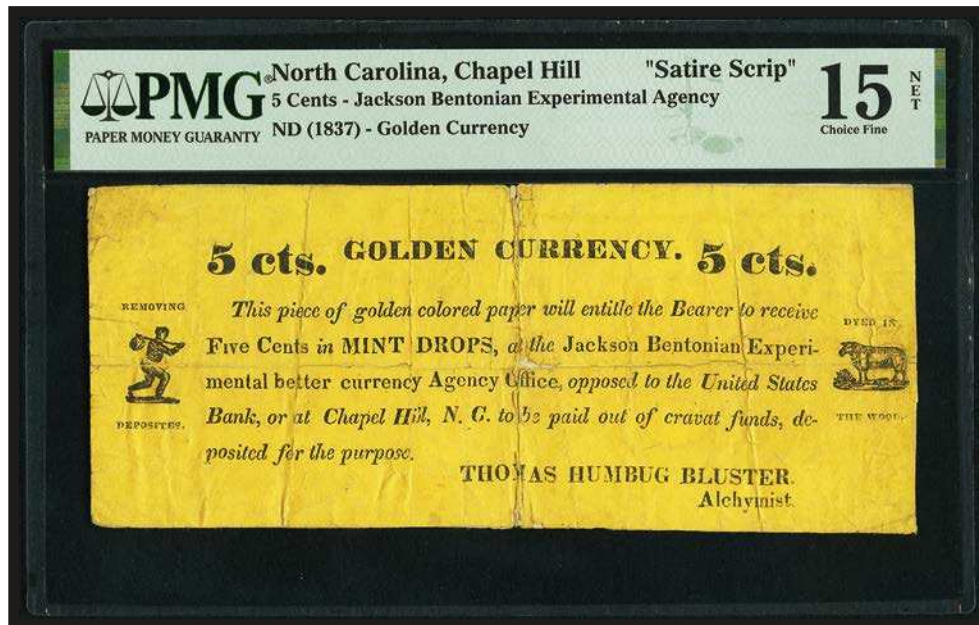 PMG
®
PAPER MONEY GUARANTY
North Carolina, Chapel Hill "Satire Scrip"
5 Cents - Jackson Bentonian Experimental Agency
ND (1837) - Golden Currency
15
NET
Choice Fine
5 cts. GOLDEN CURRENCY. 5 cts.
REMOVING
DEPOSITES.
This piece of golden colored paper will entitle the Bearer to receive
Five Cents in MINT DROPS, at the Jackson Bentonian Experi-
mental better currency Agency Office, opposed to the United States
Bank, or at Chapel Hill, N. C. to be paid out of cravat funds, de-
posited for the purpose.
THOMAS HUMBUG BLUSTER.
Alchymist.
DYED IN
THE WOOL.